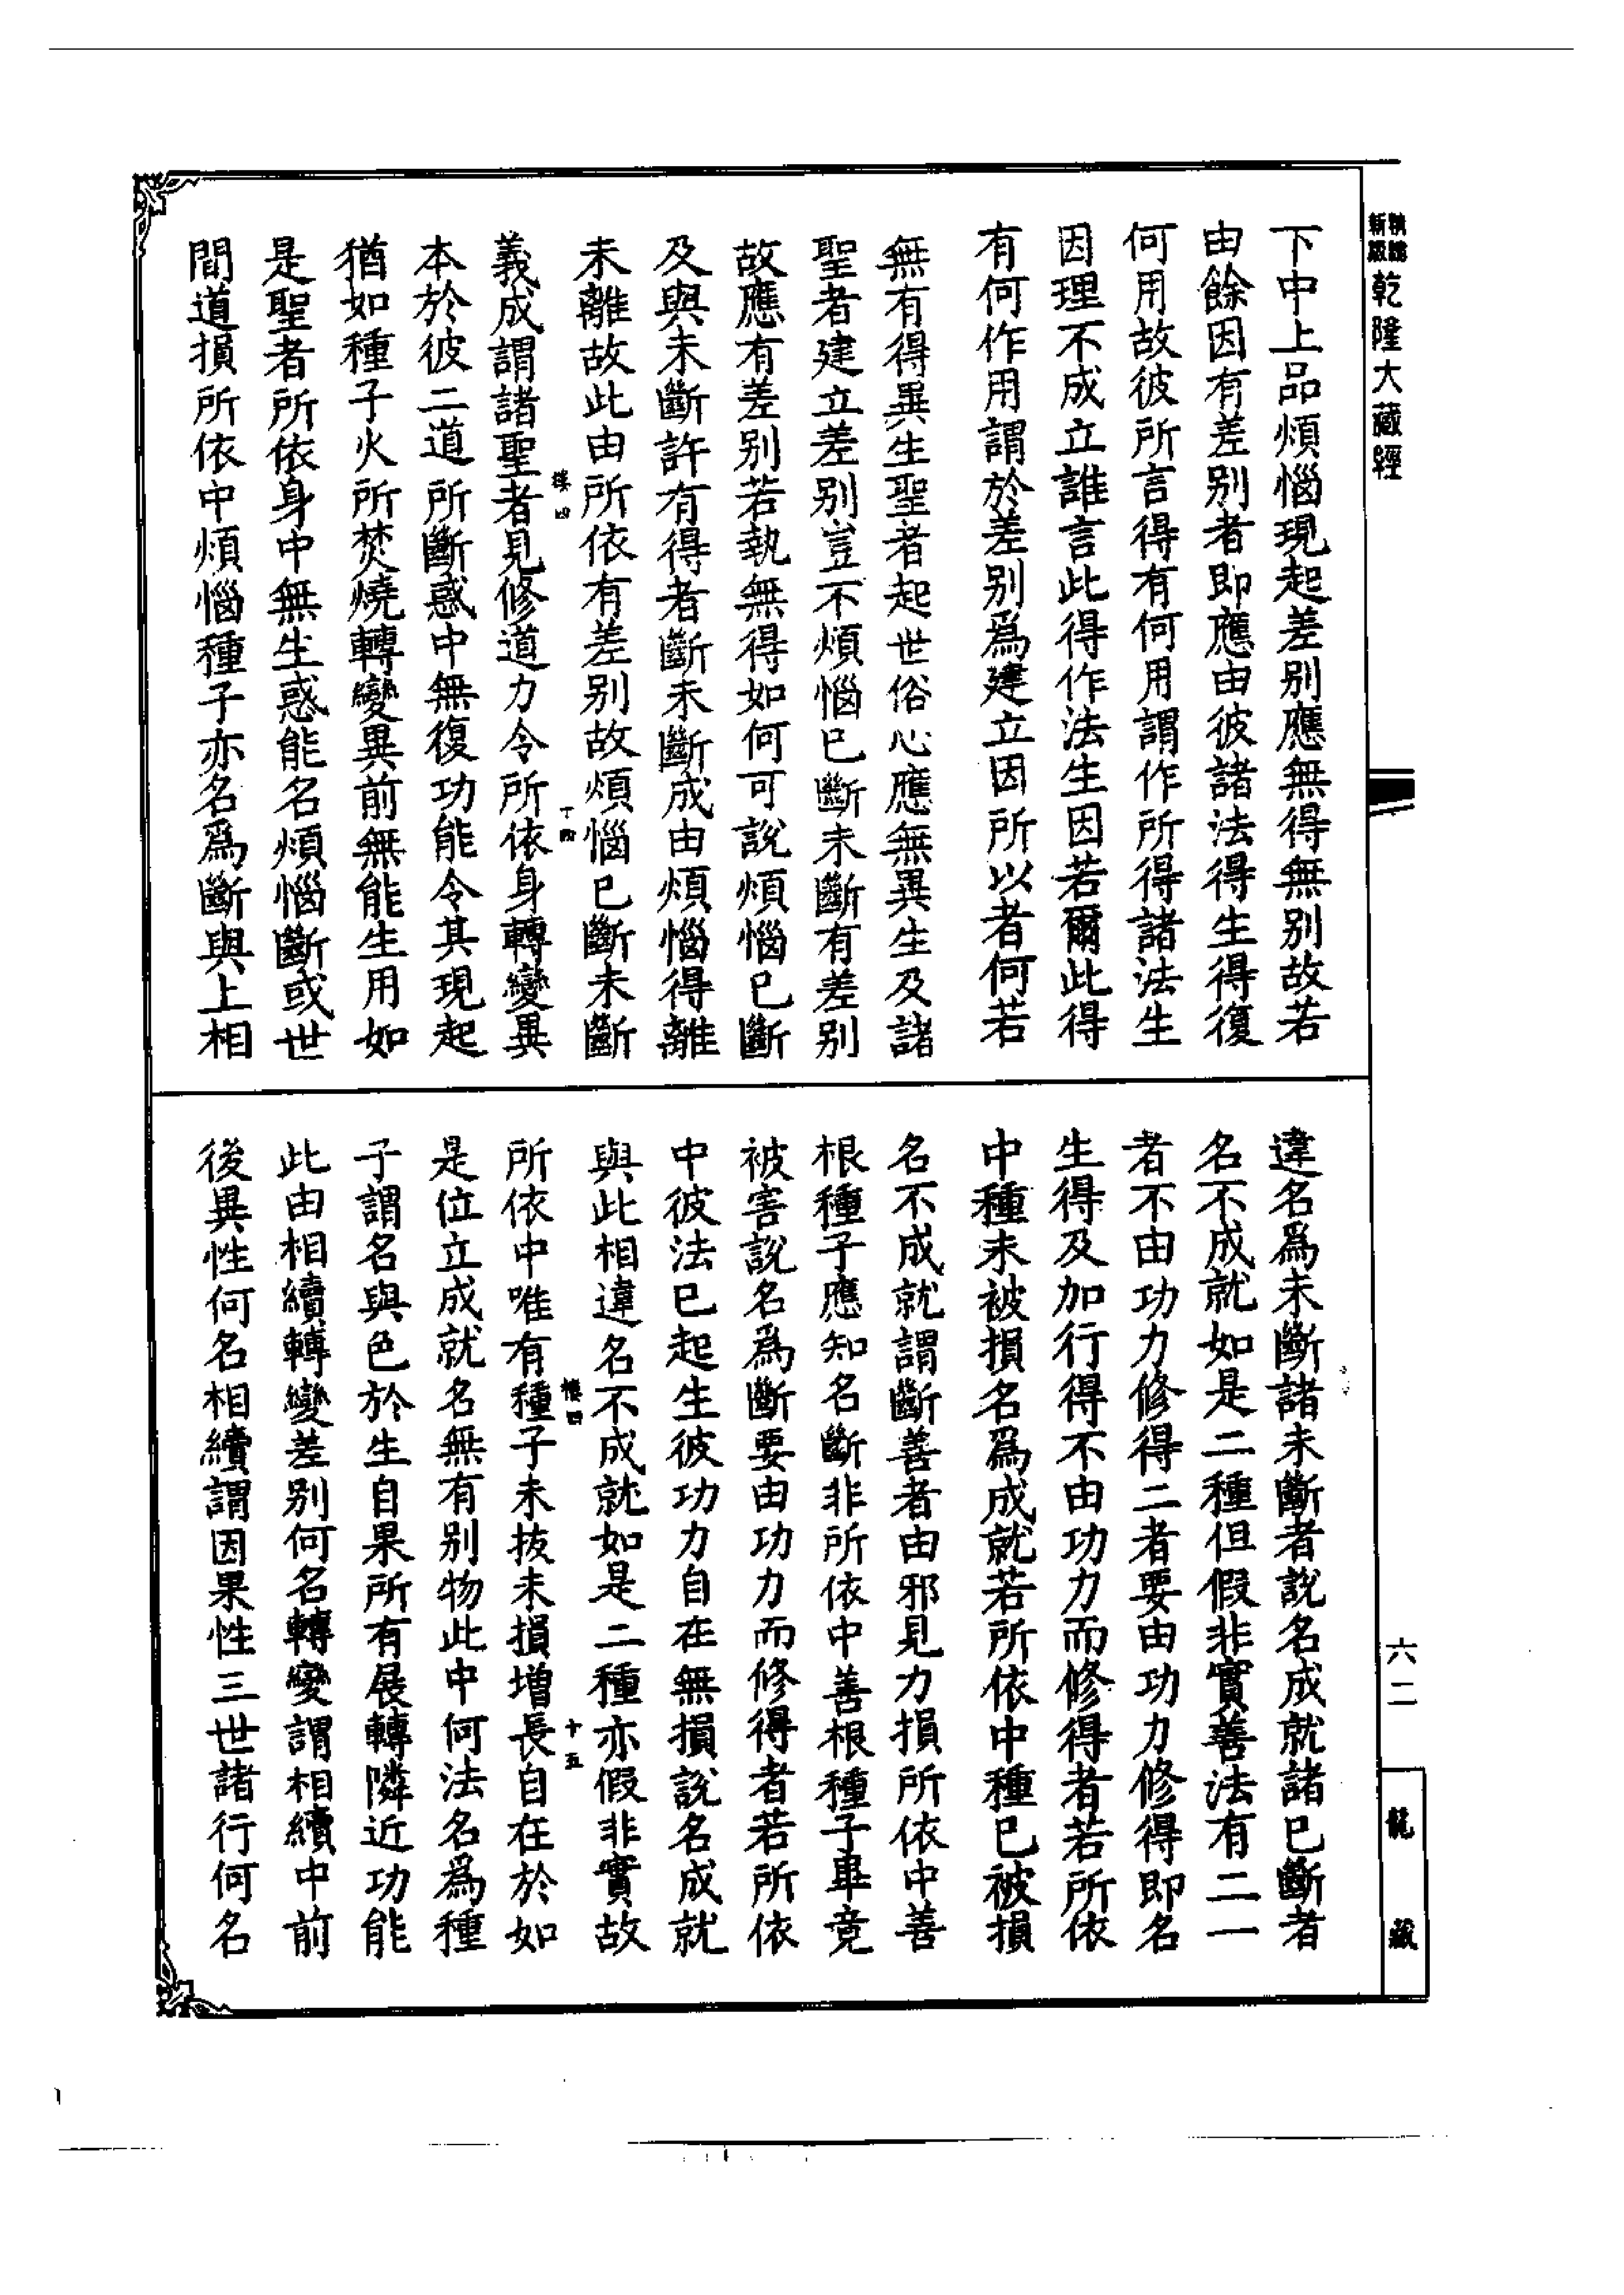 乾隆大藏經
下中上品煩惱現起差别應無得無别故若
由餘因有差别者即應由彼諸法得生得復
何用故彼所言得有何用謂作所得諸法生
因理不成立誰言此得作法生因若爾此得
有何作用謂於差别爲建立因所以者何若
無有得異生聖者起世俗心應無異生及諸
聖者建立差别豈不煩惱已斷未斷有差别
故應有差别若執無得如何可說煩惱已斷
及與未斷許有得者斷未斷成由煩惱得離
未離故此由所依有差别故煩惱已斷未斷
義成謂諸聖者見修道力令所依身轉變異
本於彼二道所斷惑中無復功能令其現起
猶如種子火所焚燒轉變異前無能生用如
是聖者所依身中無生惑能名煩惱斷或世
間道損所依中煩惱種子亦名爲斷與上相
違名爲未斷諸未斷者說名成就諸已斷者
名不成就如是二種但假非實善法有二一
者不由功力修得二者要由功力修得即名
生得及加行得不由功力而修得者若所依
中種未被損名爲成就若所依中種已被損
名不成就謂斷善者由邪見力損所依中善
根種子應知名斷非所依中善根種子畢竟
被害說名爲斷要由功力而修得者若所依
中彼法已起生彼功力自在無損說名成就
與此相違名不成就如是二種亦假非實故
所依中唯有種子未拔未損增長自在於如
是位立成就名無有别物此中何法名爲種
子謂名與色於生自果所有展轉隣近功能
此由相續轉變差别何名轉變謂相續中前
後異性何名相續謂因果性三世諸行何名
十五
六二
龍藏